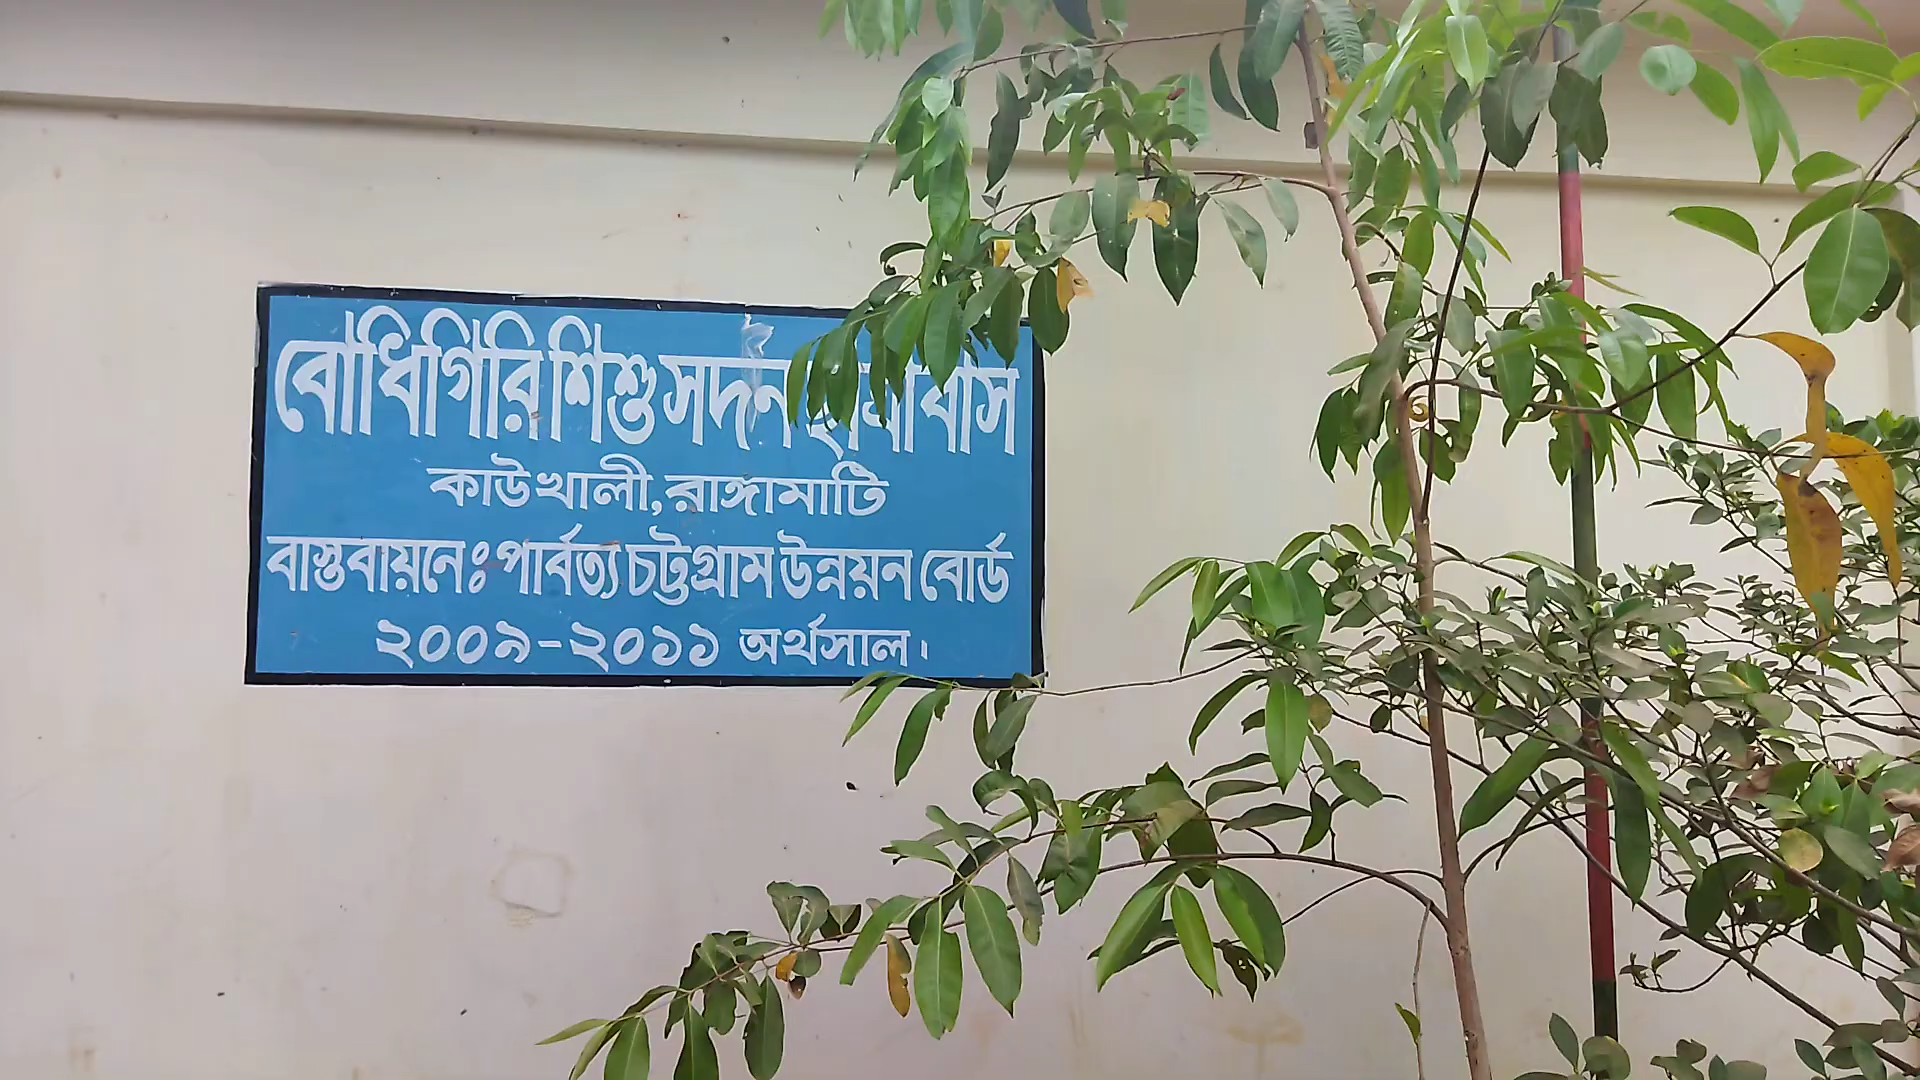 বোধিগিরি শিশু সদন ছাত্রাবাস
কাউখালী, রাঙ্গামাটি
বাস্তবায়নেঃ পার্বত্য চট্টগ্রাম উন্নয়ন বোর্ড
২০০৯-২০১১ অর্থসাল।